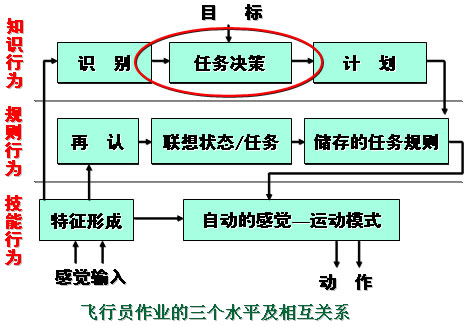 目 标
知识行为
识 别
任务决策
计 划
规则行为
再 认
联想状态/任务
储存的任务规则
技能行为
特征形成
自动的感觉—运动模式
感觉输入
动 作
飞行员作业的三个水平及相互关系